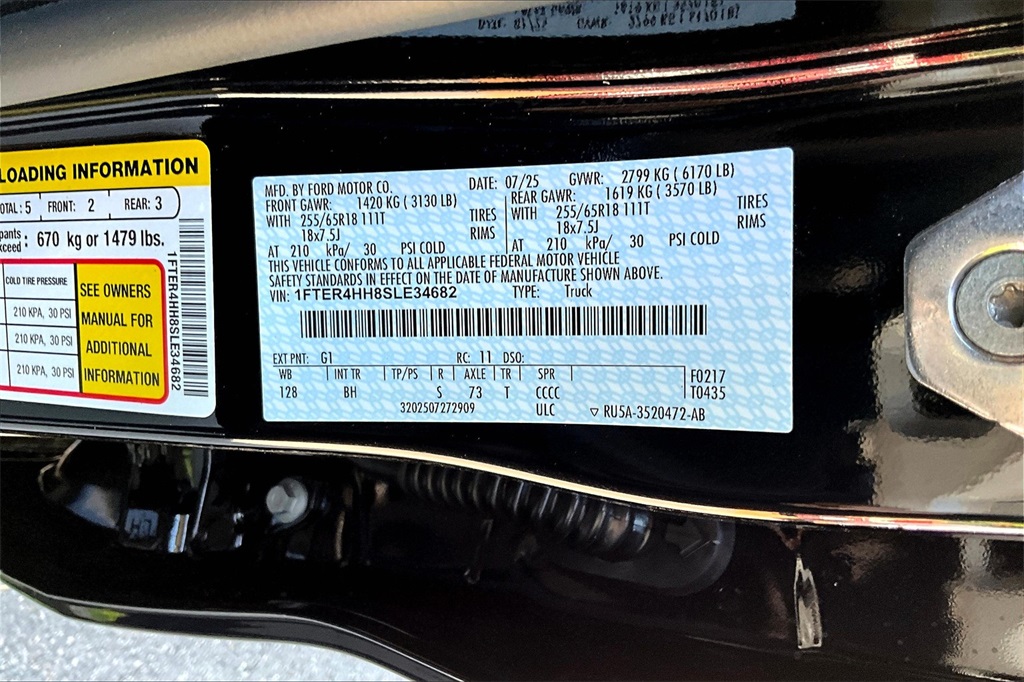 LOADING INFORMATION
TOTAL: 5 FRONT: 2 REAR: 3
670 kg or 1479 lbs.
COLD TIRE PRESSURE
210 KPA, 30 PSI
210 KPA, 30 PSI
210 KPA, 30 PSI
SEE OWNERS
MANUAL FOR
ADDITIONAL
INFORMATION
1FTER4HH8SLE34682
MFD. BY FORD MOTOR CO. DATE: 07/25 GVWR: 2799 KG ( 6170 LB)
FRONT GAWR: 1420 KG ( 3130 LB) REAR GAWR: 1619 KG ( 3570 LB)
WITH 255/65R18 111T TIRES WITH 255/65R18 111T TIRES
18x7.5J RIMS 18x7.5J RIMS
AT 210 kPa/ 30 PSI COLD AT 210 kPa/ 30 PSI COLD
THIS VEHICLE CONFORMS TO ALL APPLICABLE FEDERAL MOTOR VEHICLE
SAFETY STANDARDS IN EFFECT ON THE DATE OF MANUFACTURE SHOWN ABOVE.
VIN: 1FTER4HH8SLE34682 TYPE: Truck
EXT PNT: G1 RC: 11 DSO:
WB INT TR TP/PS R AXLE TR SPR F0217
128 BH S 73 T CCCC T0435
3202507272909 ULC RU5A-3520472-AB
LH